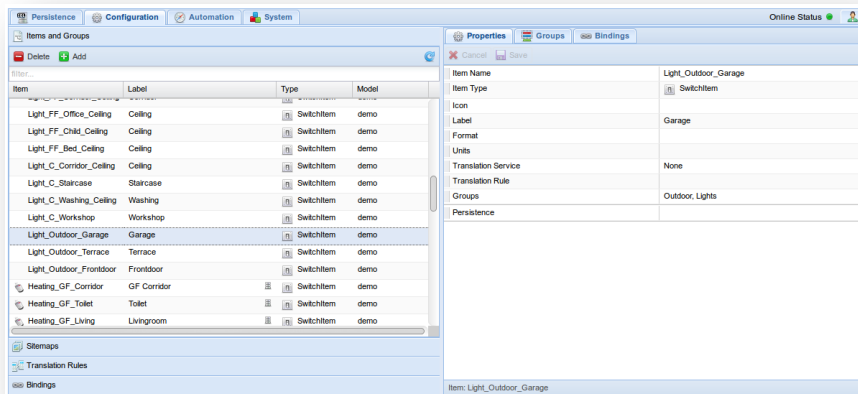 Persistence Configuration Automation System Online Status
Items and Groups
Delete Add
filter...
Item Label Type Model
Light_FF_Office_Ceiling Ceiling SwitchItem demo
Light_FF_Child_Ceiling Ceiling SwitchItem demo
Light_FF_Bed_Ceiling Ceiling SwitchItem demo
Light_C_Corridor_Ceiling Ceiling SwitchItem demo
Light_C_Staircase Staircase SwitchItem demo
Light_C_Washing_Ceiling Washing SwitchItem demo
Light_C_Workshop Workshop SwitchItem demo
Light_Outdoor_Garage Garage SwitchItem demo
Light_Outdoor_Terrace Terrace SwitchItem demo
Light_Outdoor_Frontdoor Frontdoor SwitchItem demo
Heating_GF_Corridor GF Corridor SwitchItem demo
Heating_GF_Toilet Toilet SwitchItem demo
Heating_GF_Living Livingroom SwitchItem demo
Sitemaps
Translation Rules
Bindings
Properties Groups Bindings
Cancel Save
Item Name Light_Outdoor_Garage
Item Type SwitchItem
Icon
Label Garage
Format
Units
Translation Service None
Translation Rule
Groups Outdoor, Lights
Persistence
Item: Light_Outdoor_Garage